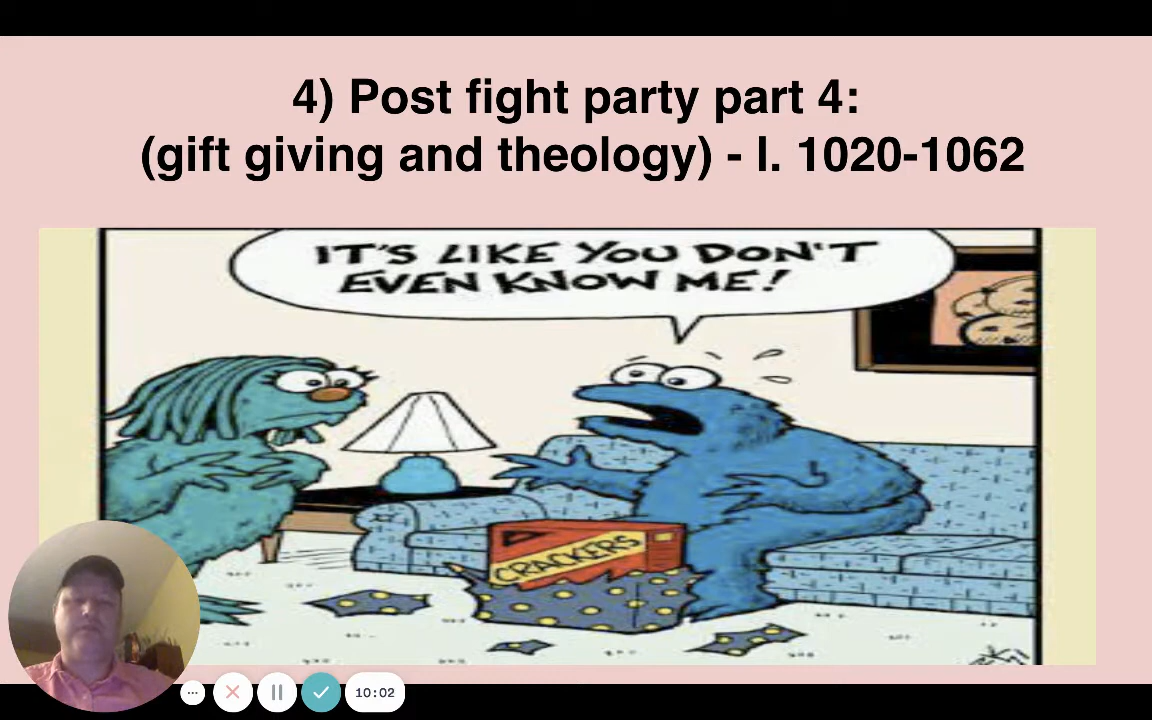 4) Post fight party part 4:
(gift giving and theology) - l. 1020-1062
IT'S LIKE YOU DON'T
EVEN KNOW ME!
CRACKERS
10:02